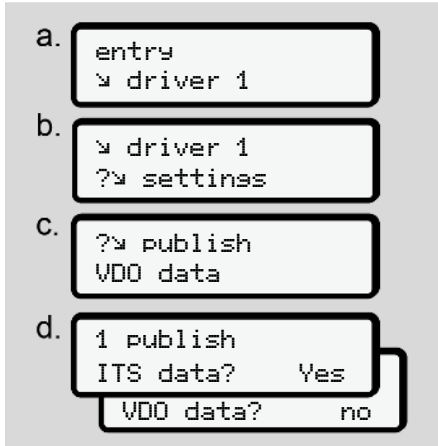 a.
entry
↘ driver 1
b.
↘ driver 1
?↘ settings
c.
?↘ publish
VDO data
d.
1 publish
ITS data? Yes
VDO data? no